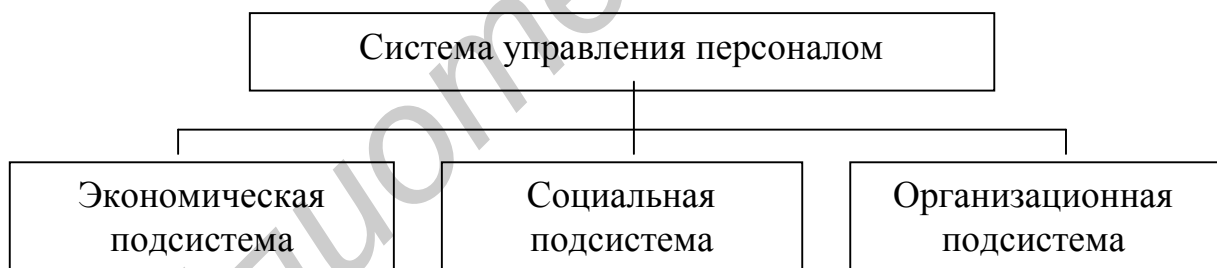 Система управления персоналом
Экономическая
подсистема
Социальная
подсистема
Организационная
подсистема